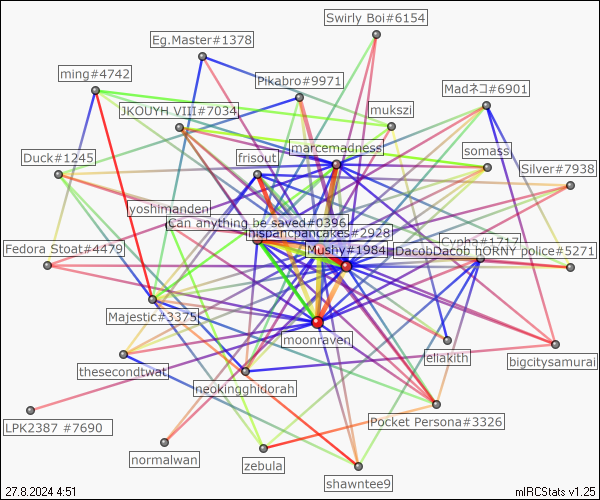 Swirly Boi#6154
Eg.Master#1378
ming#4742
Pikabro#9971
Madネコ#6901
JKOUYH VIII#7034
mukszi
marcemadness
Duck#1245
frisout
somass
Silver#7938
yoshimanden
Can anything be saved#0396
hispanicpancakes#2928
Cypha#1717
Fedora Stoat#4479
Mushy#1984
DacobDacob hORNY police#5271
Majestic#3375
moonraven
thesecondtwat
eliakith
bigcitysamurai
neokingghidorah
LPK2387 #7690
Pocket Persona#3326
normalwan
zebula
shawntee9
27.8.2024 4:51
mIRCStats v1.25